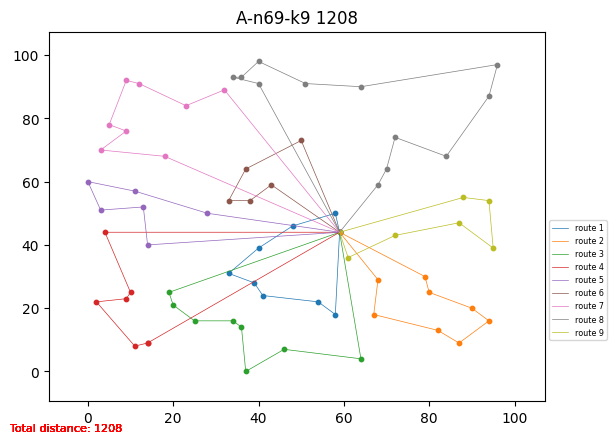 A-n69-k9 1208
100
80
60
40
20
0
0
20
40
60
80
100
route 1
route 2
route 3
route 4
route 5
route 6
route 7
route 8
route 9
Total distance: 1208